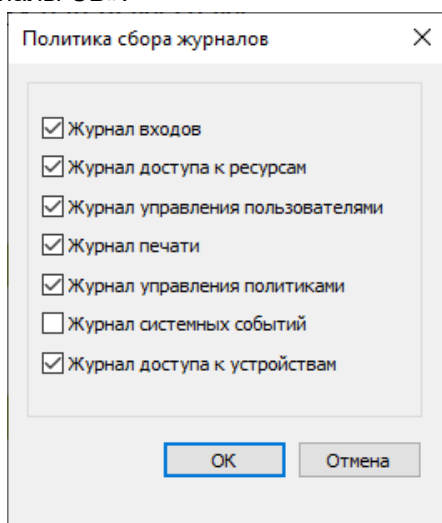 Политика сбора журналов
Журнал входов
Журнал доступа к ресурсам
Журнал управления пользователями
Журнал печати
Журнал управления политиками
Журнал системных событий
Журнал доступа к устройствам
OK
Отмена